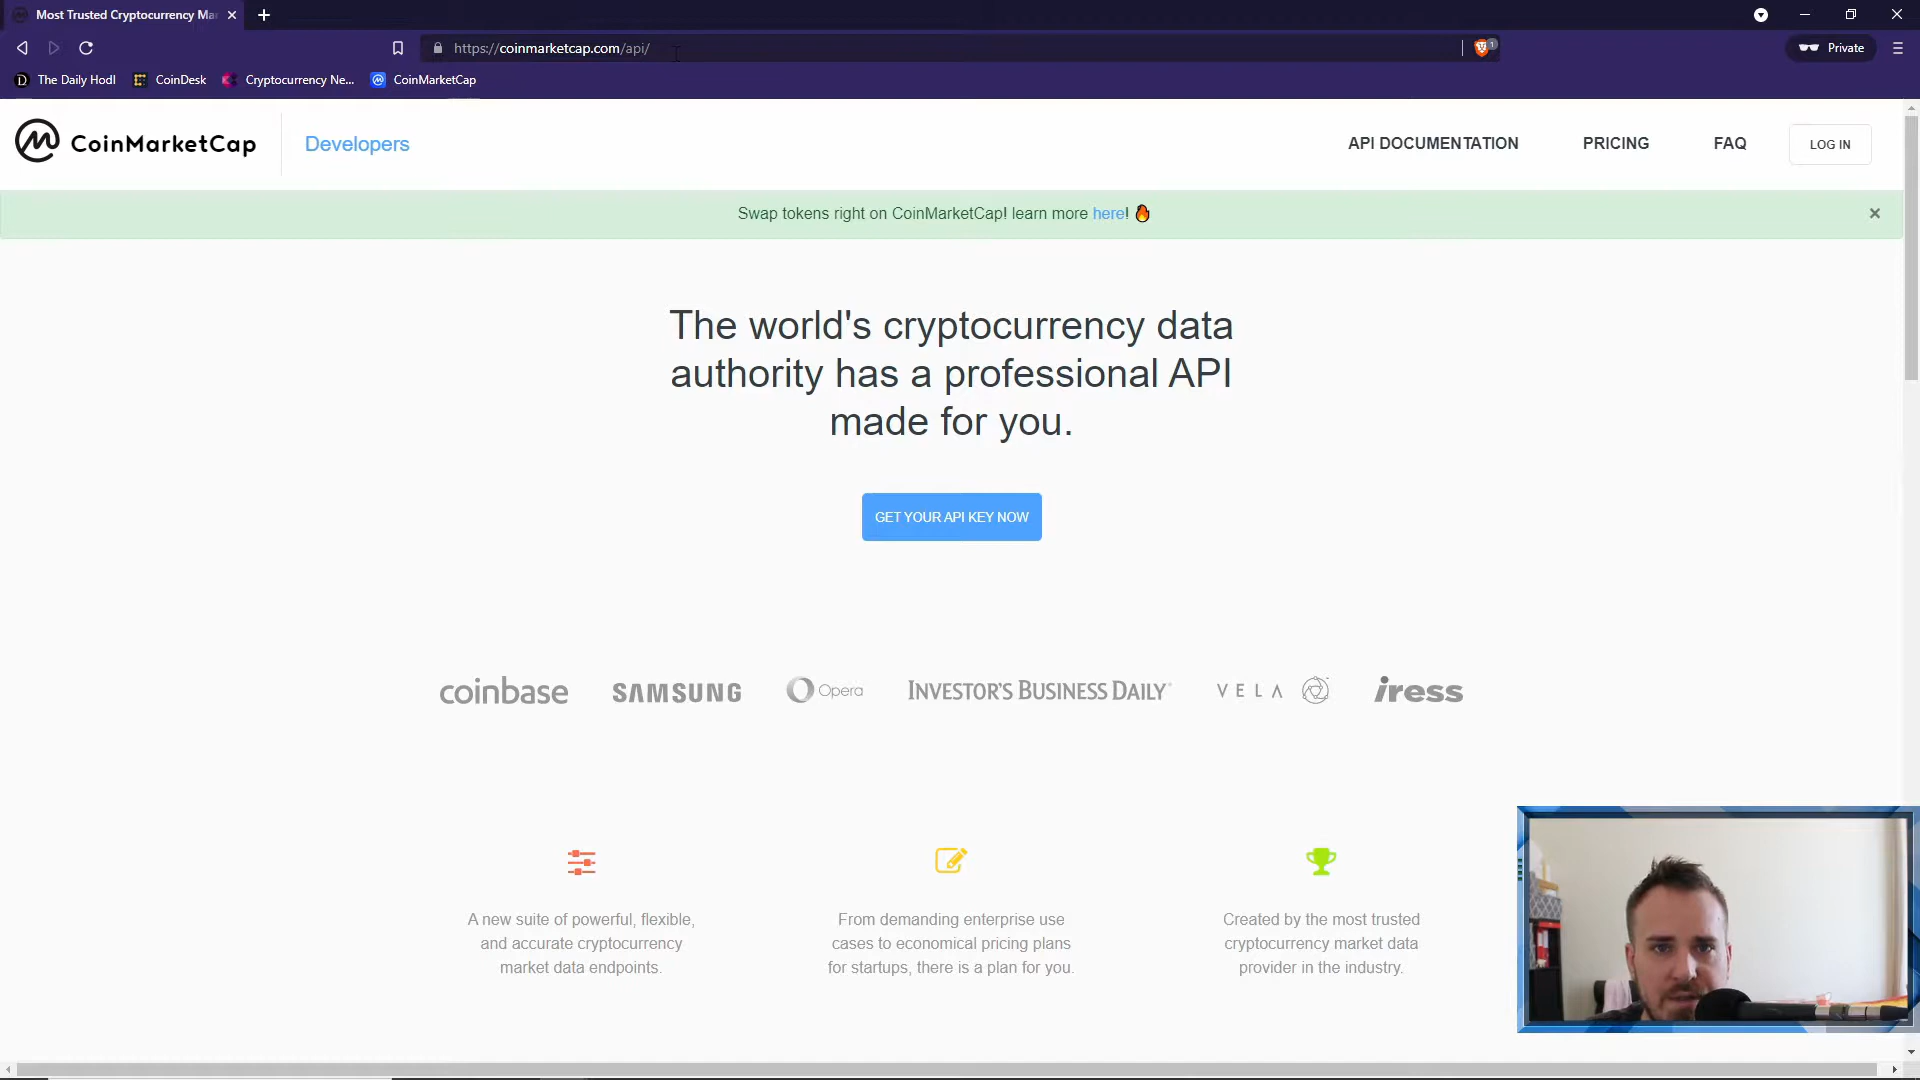 Most Trusted Cryptocurrency Ma
https://coinmarketcap.com/api/
1
Private
The Daily Hodl
CoinDesk
Cryptocurrency Ne...
CoinMarketCap
CoinMarketCap
Developers
API DOCUMENTATION
PRICING
FAQ
LOG IN
Swap tokens right on CoinMarketCap! learn more here! 🔥
The world's cryptocurrency data
authority has a professional API
made for you.
GET YOUR API KEY NOW
coinbase
SAMSUNG
Opera
INVESTOR'S BUSINESS DAILY
VELA
iress
A new suite of powerful, flexible,
and accurate cryptocurrency
market data endpoints.
From demanding enterprise use
cases to economical pricing plans
for startups, there is a plan for you.
Created by the most trusted
cryptocurrency market data
provider in the industry.